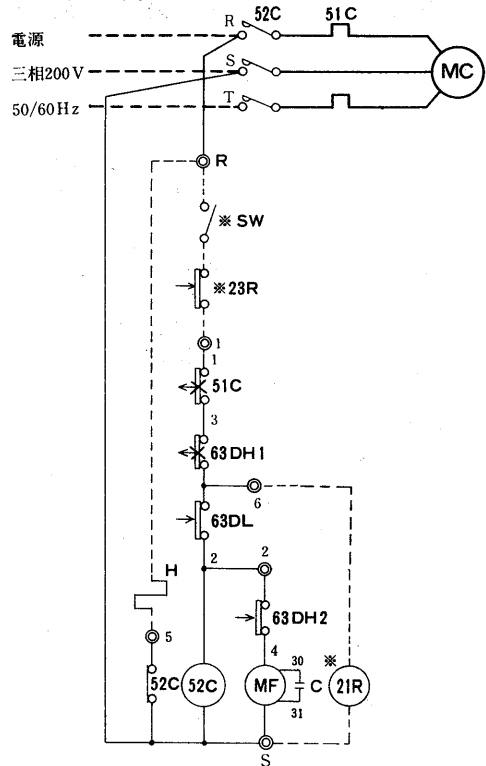 電源
三相200V
50/60Hz
R
S
T
52C
51C
MC
R
※SW
※23R
1
1
51C
3
63DH1
6
63DL
2
2
H
63DH2
5
4
30
※
52C
52C
MF
C
21R
31
S